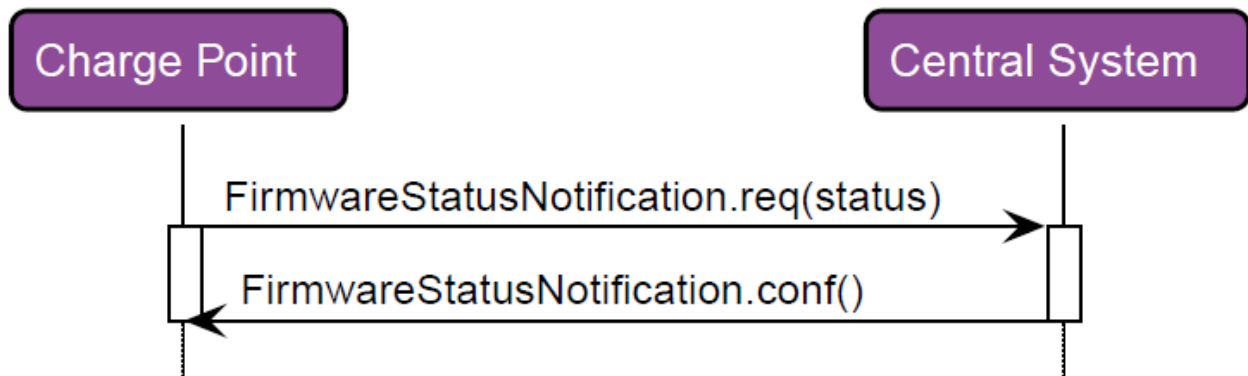 Charge Point
Central System
FirmwareStatusNotification.req(status)
FirmwareStatusNotification.conf()